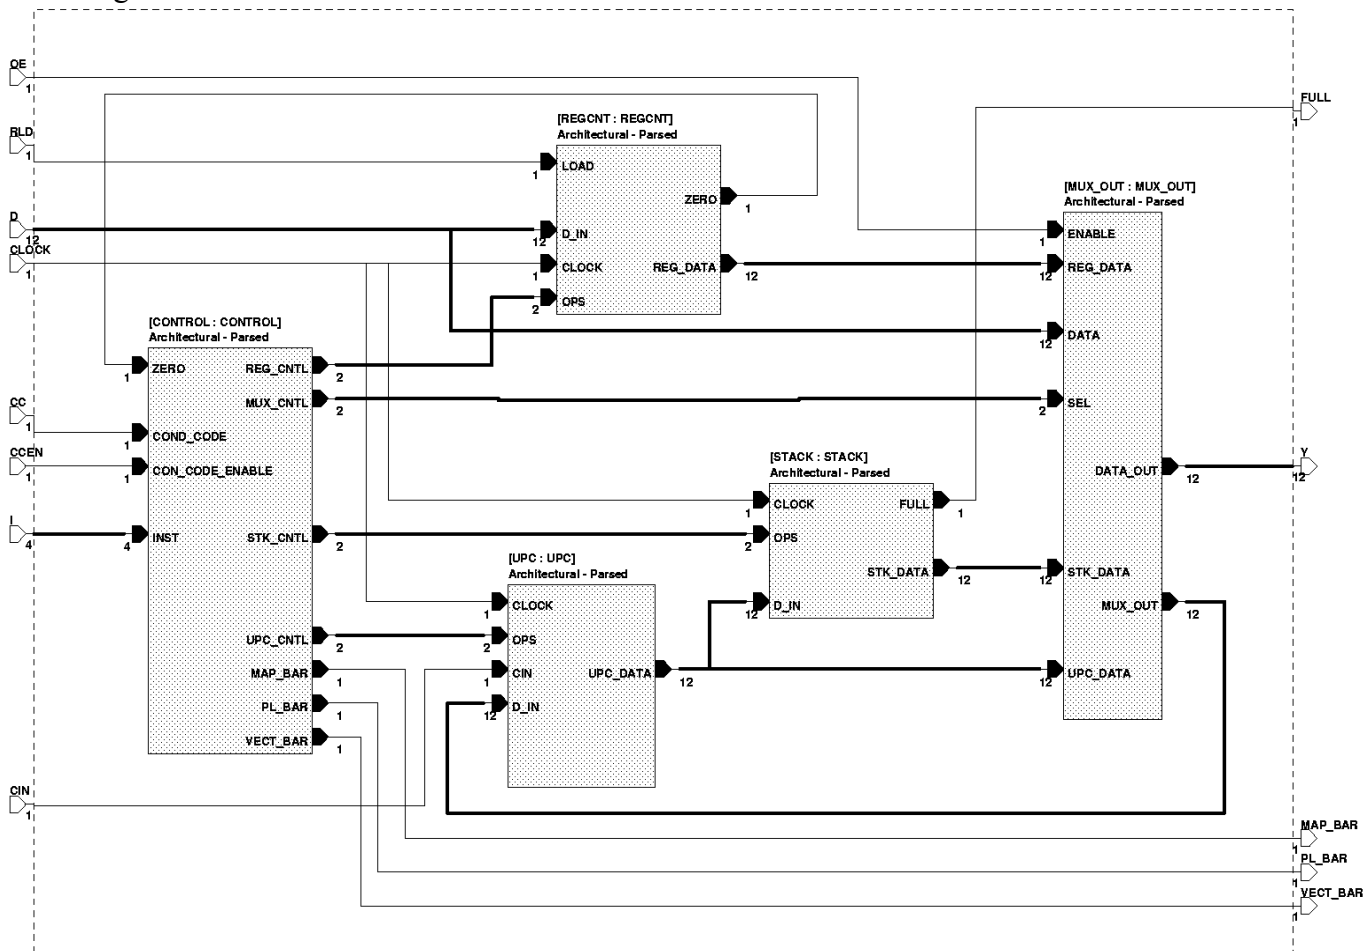 OE
1
FULL
1
[REGCNT : REGCNT]
Architectural - Parsed
RLD
1
LOAD
1
ZERO
1
[MUX_OUT : MUX_OUT]
Architectural - Parsed
D
12
D_IN
12
ENABLE
1
CLOCK
1
CLOCK
1
REG_DATA
12
REG_DATA
12
OPS
2
[CONTROL : CONTROL]
Architectural - Parsed
DATA
12
ZERO
1
REG_CNTL
2
MUX_CNTL
2
SEL
2
CC
1
COND_CODE
1
CCEN
1
CON_CODE_ENABLE
1
[STACK : STACK]
Architectural - Parsed
Y
12
DATA_OUT
12
CLOCK
1
FULL
1
I
4
INST
4
STK_CNTL
2
OPS
2
[UPC : UPC]
Architectural - Parsed
STK_DATA
12
STK_DATA
12
CLOCK
1
D_IN
12
MUX_OUT
12
UPC_CNTL
2
OPS
2
MAP_BAR
1
CIN
1
UPC_DATA
12
UPC_DATA
12
PL_BAR
1
D_IN
12
VECT_BAR
1
CIN
1
MAP_BAR
1
PL_BAR
1
VECT_BAR
1